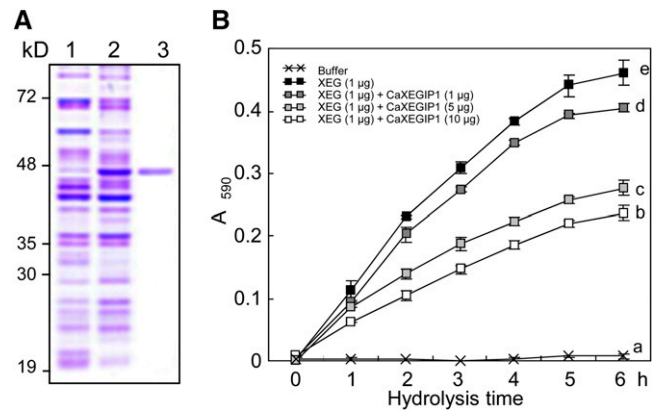 A
kD 1 2 3
72
48
35
30
19
B
0.5
0.4
0.3
0.2
0.1
0
A 590
Buffer
XEG (1 µg)
XEG (1 µg) + CaXEGIP1 (1 µg)
XEG (1 µg) + CaXEGIP1 (5 µg)
XEG (1 µg) + CaXEGIP1 (10 µg)
e
d
c
b
a
0 1 2 3 4 5 6 h
Hydrolysis time